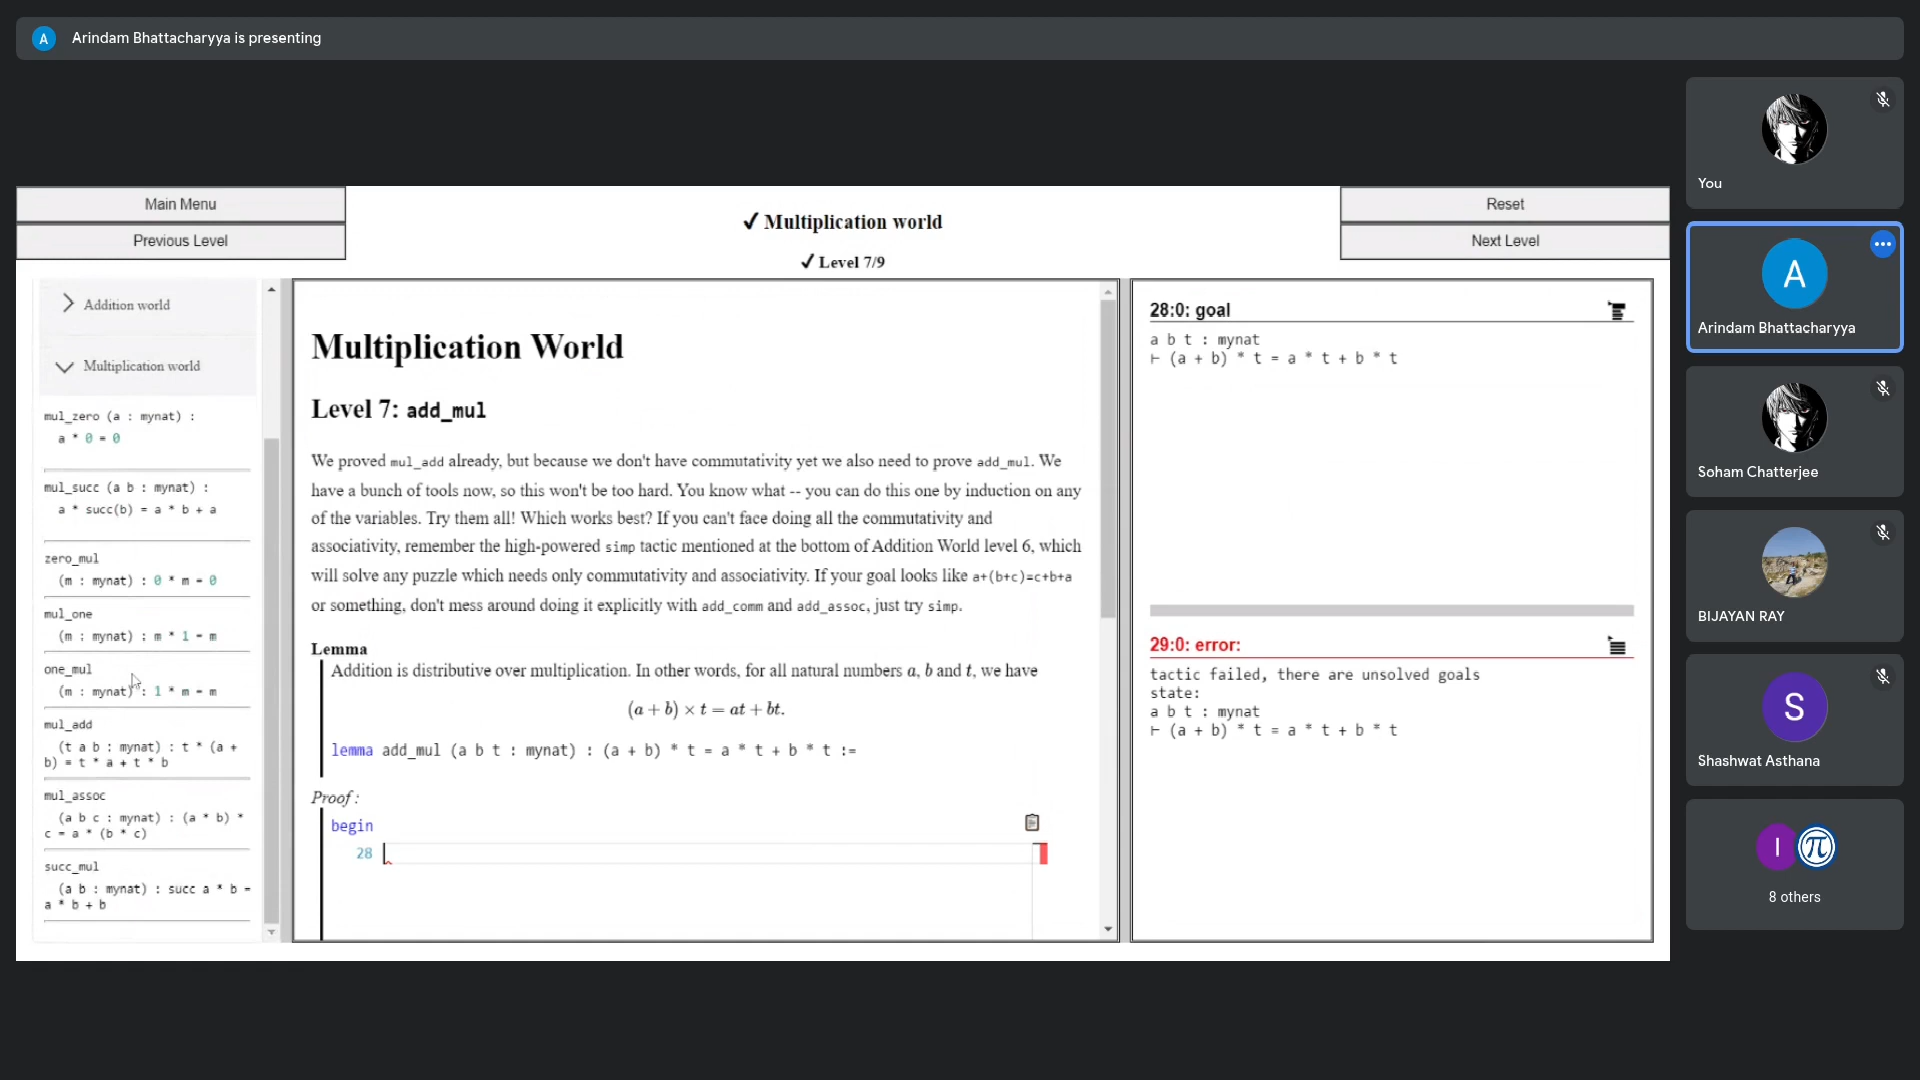 A Arindam Bhattacharyya is presenting
Main Menu
Previous Level
✓ Multiplication world
✓ Level 7/9
Reset
Next Level
Addition world
Multiplication world
mul_zero (a : mynat) :
a * 0 = 0
mul_succ (a b : mynat) :
a * succ(b) = a * b + a
zero_mul
(m : mynat) : 0 * m = 0
mul_one
(m : mynat) : m * 1 = m
one_mul
(m : mynat) : 1 * m = m
mul_add
(t a b : mynat) : t * (a +
b) = t * a + t * b
mul_assoc
(a b c : mynat) : (a * b) *
c = a * (b * c)
succ_mul
(a b : mynat) : succ a * b =
a * b + b
Multiplication World
Level 7: add_mul
We proved mul_add already, but because we don't have commutativity yet we also need to prove add_mul. We
have a bunch of tools now, so this won't be too hard. You know what -- you can do this one by induction on any
of the variables. Try them all! Which works best? If you can't face doing all the commutativity and
associativity, remember the high-powered simp tactic mentioned at the bottom of Addition World level 6, which
will solve any puzzle which needs only commutativity and associativity. If your goal looks like a+(b+c)=c+b+a
or something, don't mess around doing it explicitly with add_comm and add_assoc, just try simp.
Lemma
Addition is distributive over multiplication. In other words, for all natural numbers a, b and t, we have
(a + b) × t = at + bt.
lemma add_mul (a b t : mynat) : (a + b) * t = a * t + b * t :=
Proof :
begin
28
28:0: goal
a b t : mynat
⊢ (a + b) * t = a * t + b * t
29:0: error:
tactic failed, there are unsolved goals
state:
a b t : mynat
⊢ (a + b) * t = a * t + b * t
You
A
Arindam Bhattacharyya
Soham Chatterjee
BIJAYAN RAY
S
Shashwat Asthana
I π
8 others